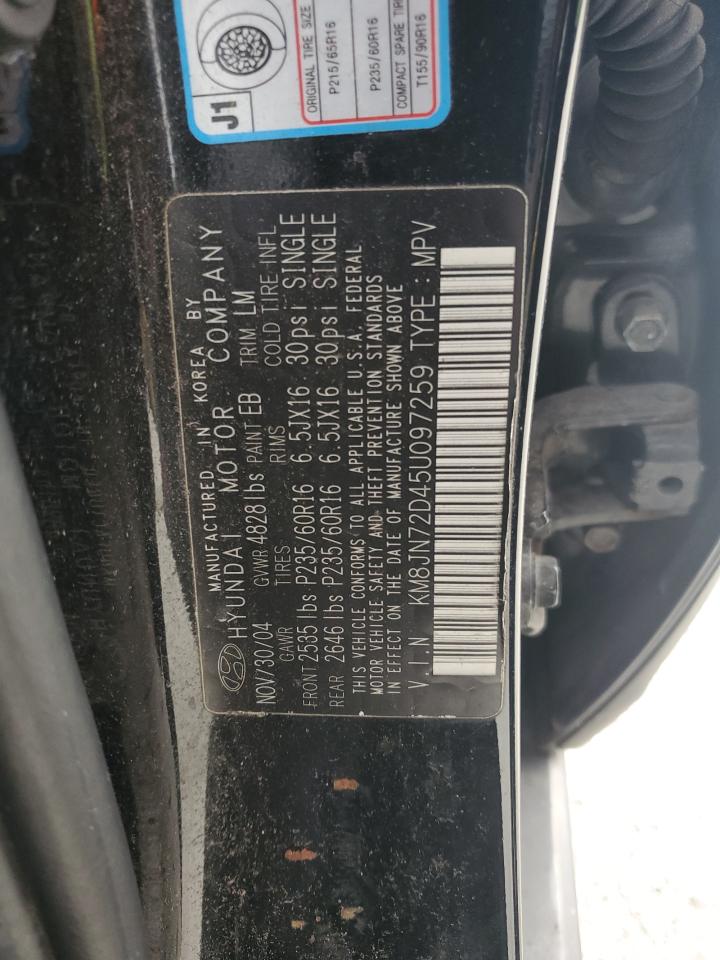 J1
ORIGINAL TIRE SIZE
P215/65R16
P235/60R16
COMPACT SPARE TIRE
T155/90R16
MANUFACTURED IN KOREA BY
HYUNDAI MOTOR COMPANY
NOV/30/04 GVWR 4828lbs PAINT EB TRIM LM
GAWR TIRES RIMS COLD TIRE INFL
FRONT 2535 lbs P235/60R16 6.5JX16 30psi SINGLE
REAR 2646 lbs P235/60R16 6.5JX16 30psi SINGLE
THIS VEHICLE CONFORMS TO ALL APPLICABLE U.S.A. FEDERAL
MOTOR VEHICLE SAFETY AND THEFT PREVENTION STANDARDS
IN EFFECT ON THE DATE OF MANUFACTURE SHOWN ABOVE
V.I.N KM8JN72D45U097259 TYPE: MPV